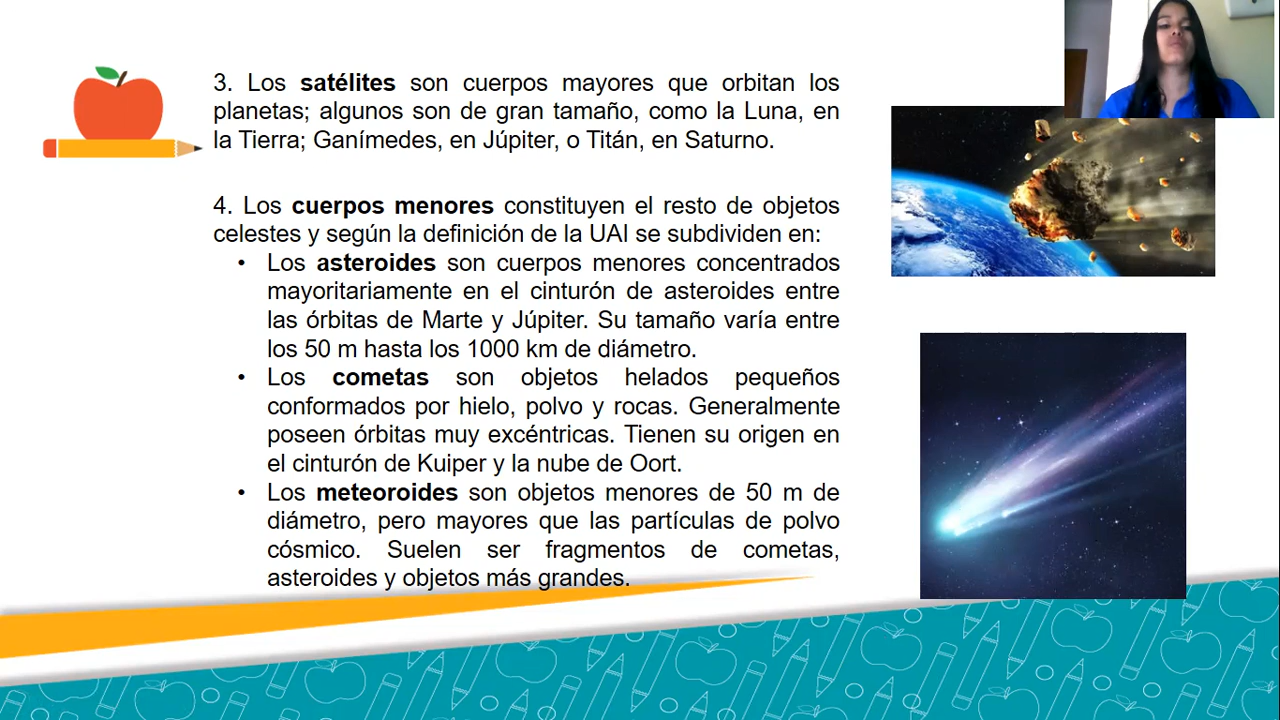 3. Los satélites son cuerpos mayores que orbitan los
planetas; algunos son de gran tamaño, como la Luna, en
la Tierra; Ganímedes, en Júpiter, o Titán, en Saturno.
4. Los cuerpos menores constituyen el resto de objetos
celestes y según la definición de la UAI se subdividen en:
• Los asteroides son cuerpos menores concentrados
mayoritariamente en el cinturón de asteroides entre
las órbitas de Marte y Júpiter. Su tamaño varía entre
los 50 m hasta los 1000 km de diámetro.
• Los cometas son objetos helados pequeños
conformados por hielo, polvo y rocas. Generalmente
poseen órbitas muy excéntricas. Tienen su origen en
el cinturón de Kuiper y la nube de Oort.
• Los meteoroides son objetos menores de 50 m de
diámetro, pero mayores que las partículas de polvo
cósmico. Suelen ser fragmentos de cometas,
asteroides y objetos más grandes.